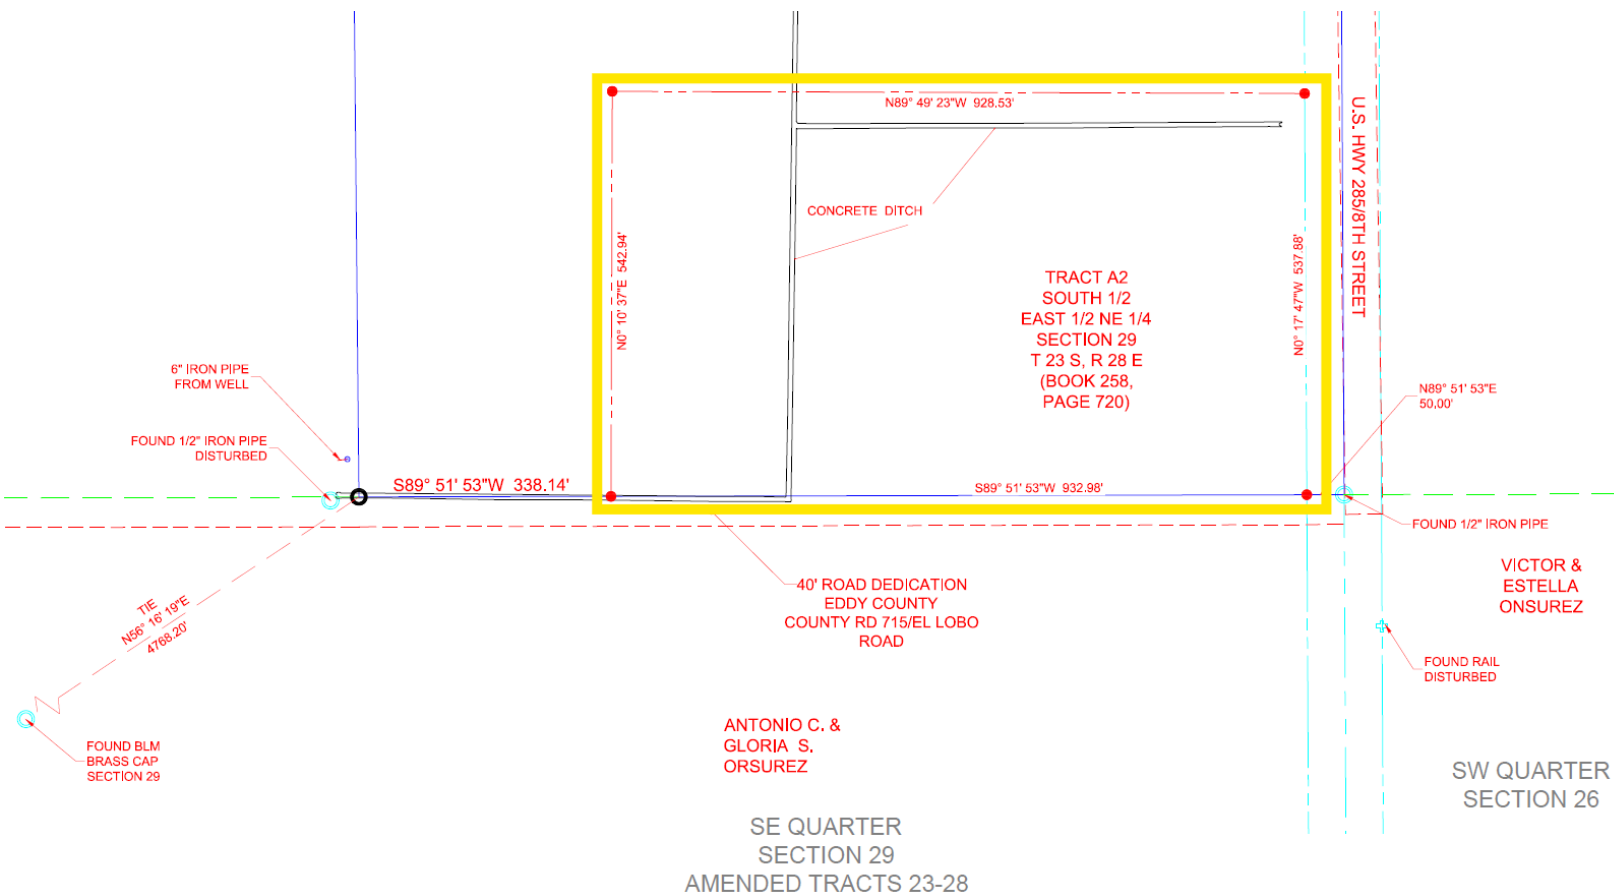 N89° 49' 23"W 928.53'
U.S. HWY 285/8TH STREET
CONCRETE DITCH
N0° 10' 37"E 542.94'
N0° 17' 47"W 537.88'
TRACT A2
SOUTH 1/2
EAST 1/2 NE 1/4
SECTION 29
T 23 S, R 28 E
(BOOK 258,
PAGE 720)
6" IRON PIPE
FROM WELL
N89° 51' 53"E
50.00'
FOUND 1/2" IRON PIPE
DISTURBED
S89° 51' 53"W 338.14'
S89° 51' 53"W 932.98'
FOUND 1/2" IRON PIPE
VICTOR &
ESTELLA
ONSUREZ
40' ROAD DEDICATION
EDDY COUNTY
COUNTY RD 715/EL LOBO
ROAD
TIE
N56° 16' 19"E
4768.20'
FOUND RAIL
DISTURBED
FOUND BLM
BRASS CAP
SECTION 29
ANTONIO C. &
GLORIA S.
ORSUREZ
SW QUARTER
SECTION 26
SE QUARTER
SECTION 29
AMENDED TRACTS 23-28